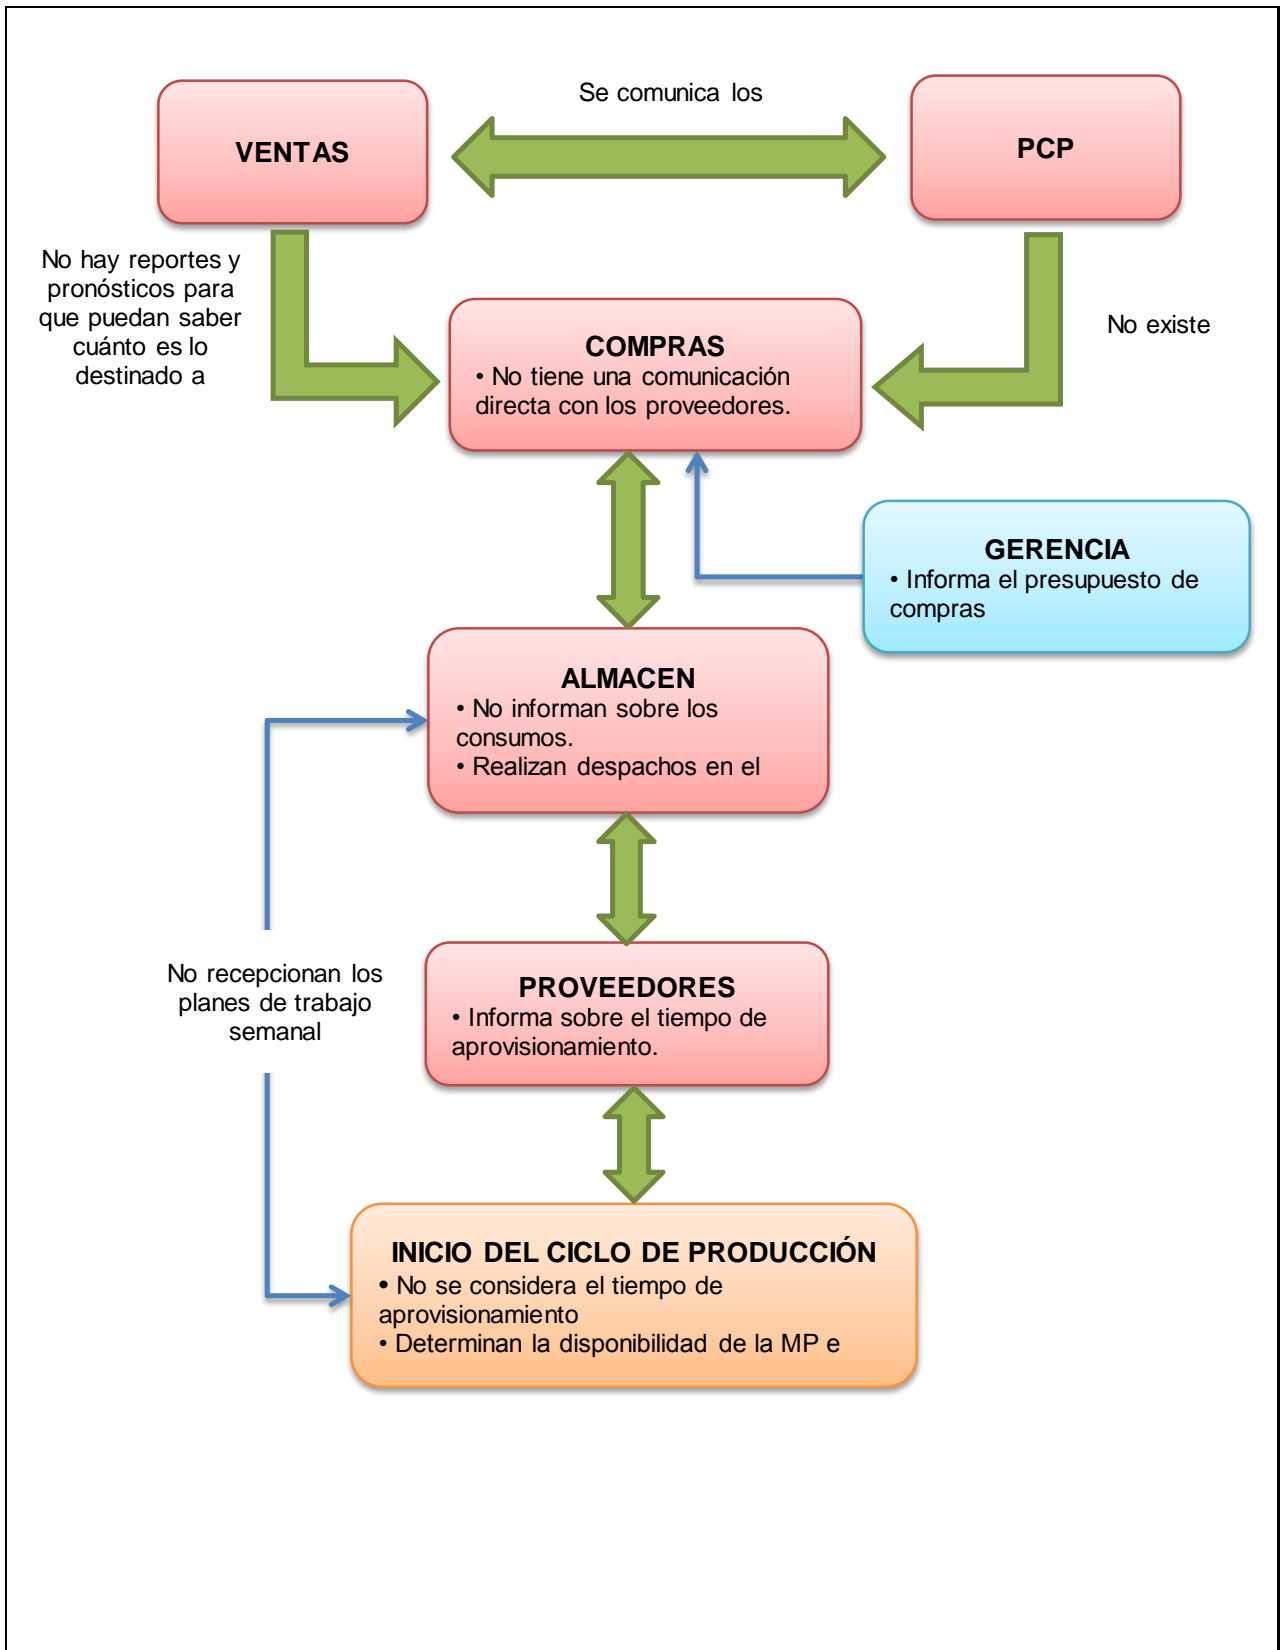 Se comunica los
VENTAS
PCP
No hay reportes y
pronósticos para
que puedan saber
cuánto es lo
destinado a
No existe
COMPRAS
• No tiene una comunicación
directa con los proveedores.
GERENCIA
• Informa el presupuesto de
compras
ALMACEN
• No informan sobre los
consumos.
• Realizan despachos en el
No recepcionan los
planes de trabajo
semanal
PROVEEDORES
• Informa sobre el tiempo de
aprovisionamiento.
INICIO DEL CICLO DE PRODUCCIÓN
• No se considera el tiempo de
aprovisionamiento
• Determinan la disponibilidad de la MP e